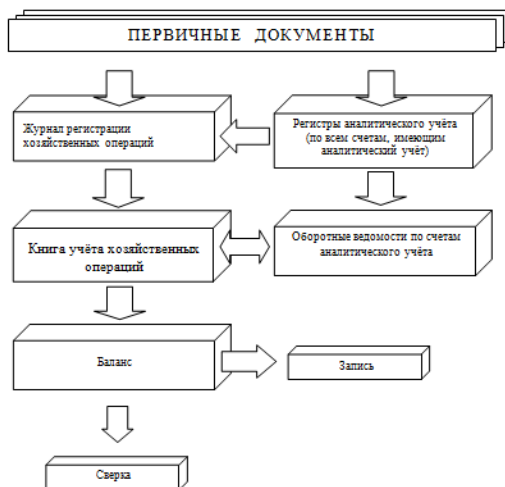 ПЕРВИЧНЫЕ ДОКУМЕНТЫ
Журнал регистрации
хозяйственных операций
Регистры аналитического учёта
(по всем счетам, имеющим
аналитический учёт)
Книга учёта хозяйственных
операций
Оборотные ведомости по счетам
аналитического учёта
Баланс
Запись
Сверка